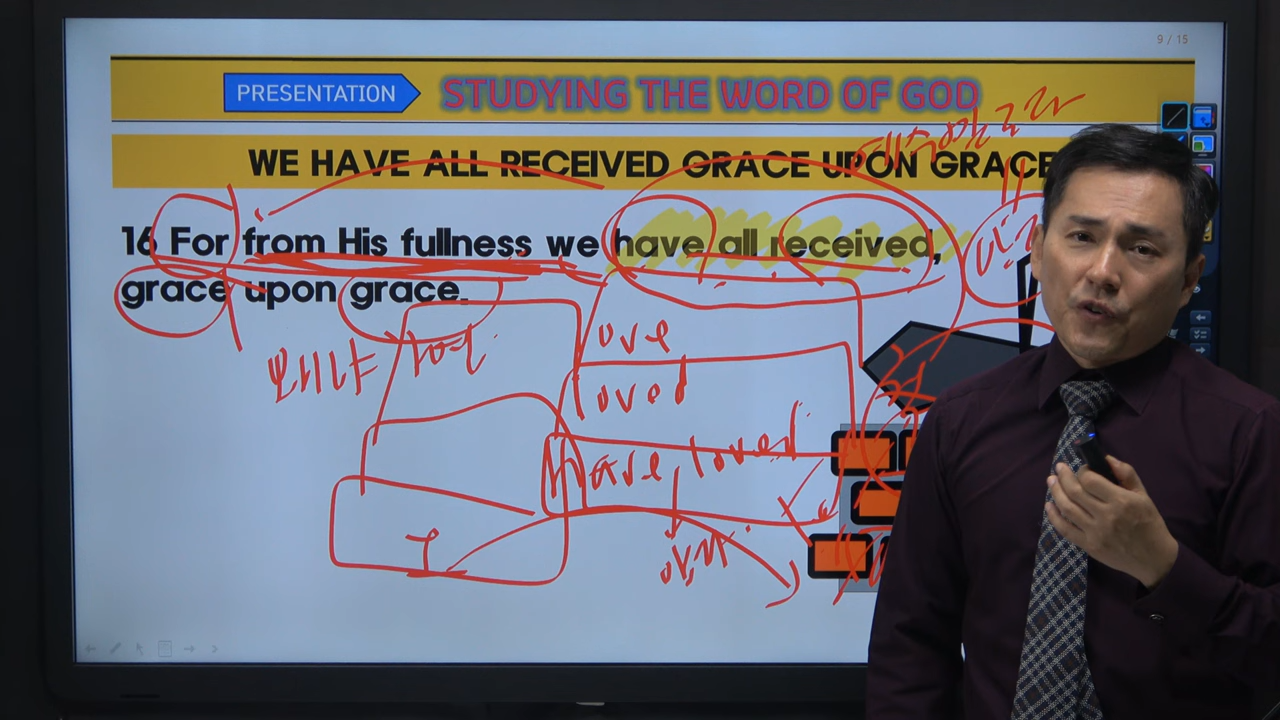 9 / 15
PRESENTATION
STUDYING THE WORD OF GOD
WE HAVE ALL RECEIVED GRACE UPON GRACE
16 For from His fullness we have all received,
grace upon grace.
love
loved
have loved